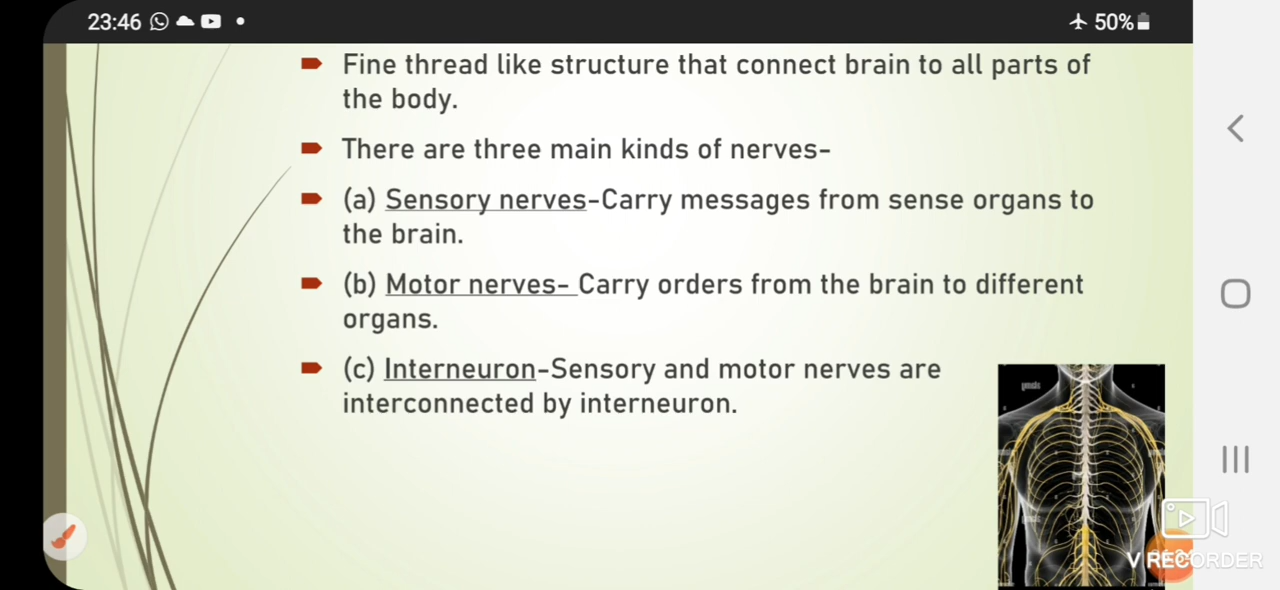 23:46
50%
Fine thread like structure that connect brain to all parts of
the body.
There are three main kinds of nerves-
(a) Sensory nerves-Carry messages from sense organs to
the brain.
(b) Motor nerves- Carry orders from the brain to different
organs.
(c) Interneuron-Sensory and motor nerves are
interconnected by interneuron.
V RECORDER